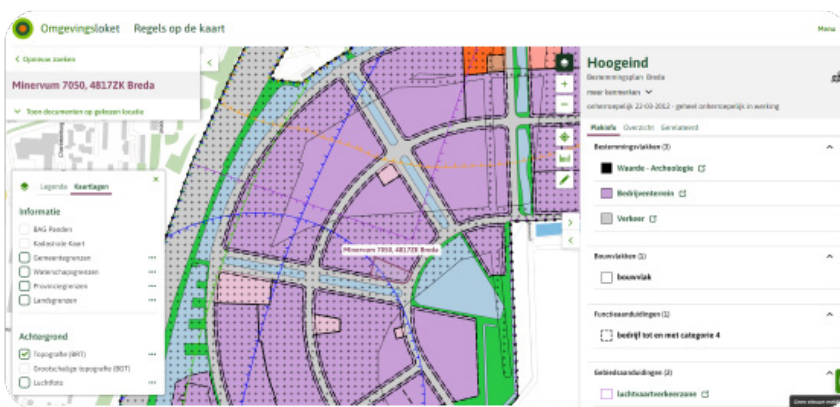 Omgevingsloket Regels op de kaart
Menu
Opnieuw zoeken
Minervum 7050, 4817ZK Breda
Toon documenten op gekozen locatie
Legenda Kaartlagen
Informatie
BAG Panden
Kadastrale Kaart
Gemeentegrenzen
Waterschapsgrenzen
Provinciegrenzen
Landsgrenzen
Achtergrond
Topografie (BRT)
Grootschalige topografie (BGT)
Luchtfoto
Minervum 7050, 4817ZK Breda
Hoogeind
Bestemmingsplan Breda
meer kenmerken
onherroepelijk 22-03-2012 - geheel onherroepelijk in werking
Plekinfo Overzicht Gerelateerd
Bestemmingsvlakken (3)
Waarde - Archeologie
Bedrijventerrein
Verkeer
Bouwvlakken (1)
bouwvlak
Functieaanduidingen (1)
bedrijf tot en met categorie 4
Gebiedsaanduidingen (2)
luchtvaartverkeerzone